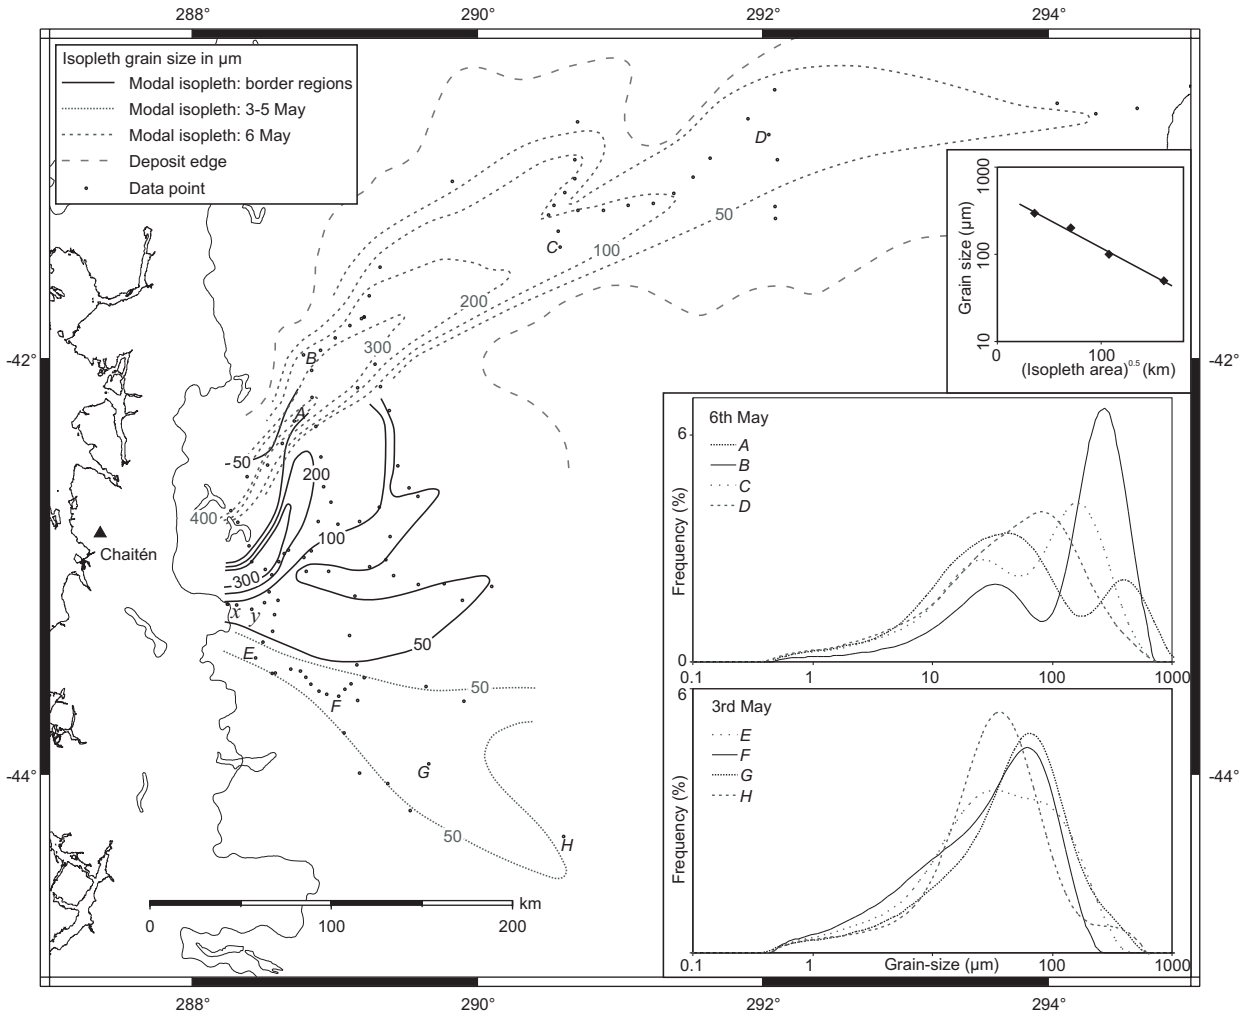 288° 290° 292° 294°
Isopleth grain size in µm
Modal isopleth: border regions
Modal isopleth: 3-5 May
Modal isopleth: 6 May
Deposit edge
Data point
D
1000
100
10
Grain size (µm)
0 100
(Isopleth area)^0.5 (km)
50
C
100
200
-42° -42°
B
300
A
50
200
400
Chaitén
100
300
x y
50
E
50
F
-44° -44°
G
50
H
km
0 100 200
6th May
A
B
C
D
6
Frequency (%)
0
0.1 1 10 100 1000
6
3rd May
E
F
G
H
Frequency (%)
0.1 1 Grain-size (µm) 100 1000
288° 290° 292° 294°